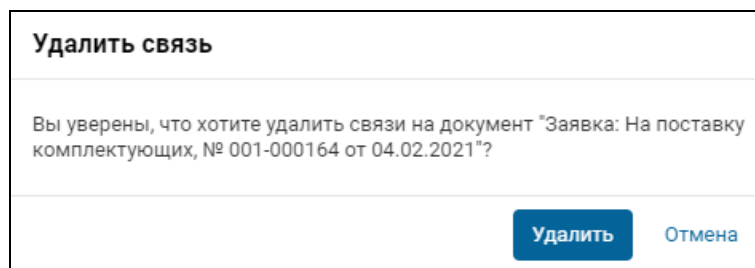 Удалить связь
Вы уверены, что хотите удалить связи на документ "Заявка: На поставку
комплектующих, № 001-000164 от 04.02.2021"?
Удалить Отмена